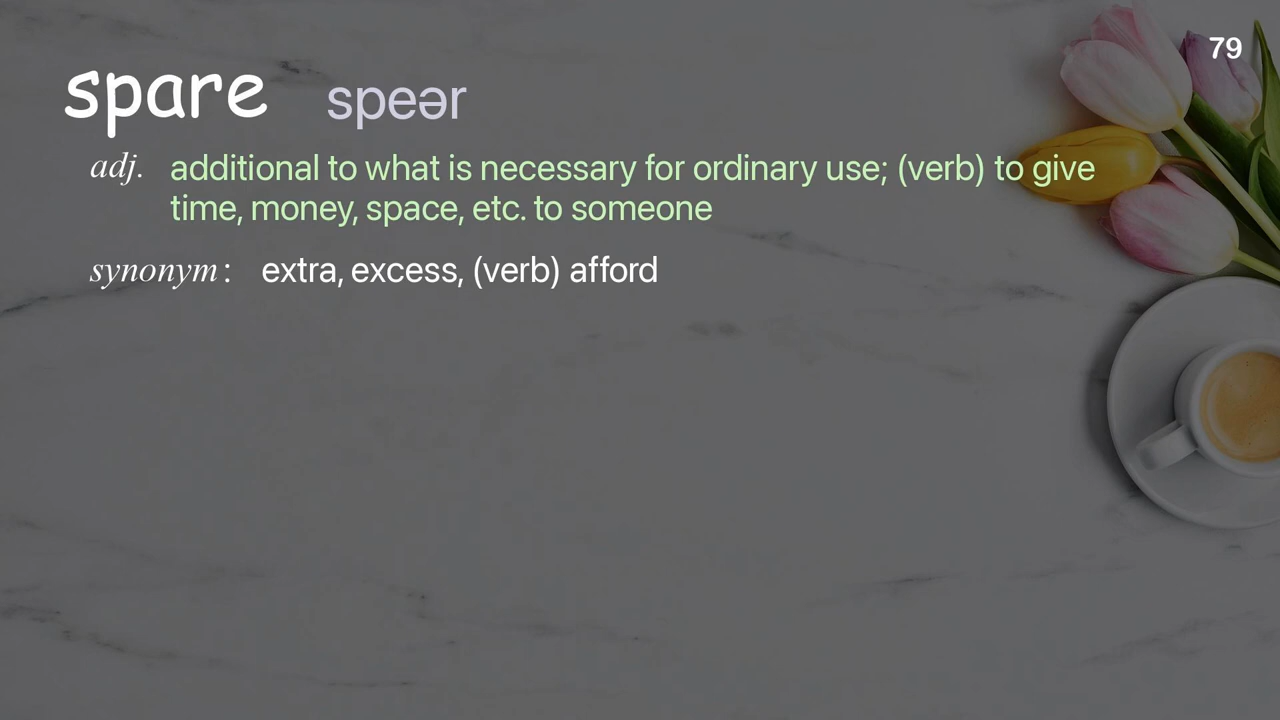 79
spare speər
adj. additional to what is necessary for ordinary use; (verb) to give
time, money, space, etc. to someone
synonym: extra, excess, (verb) afford